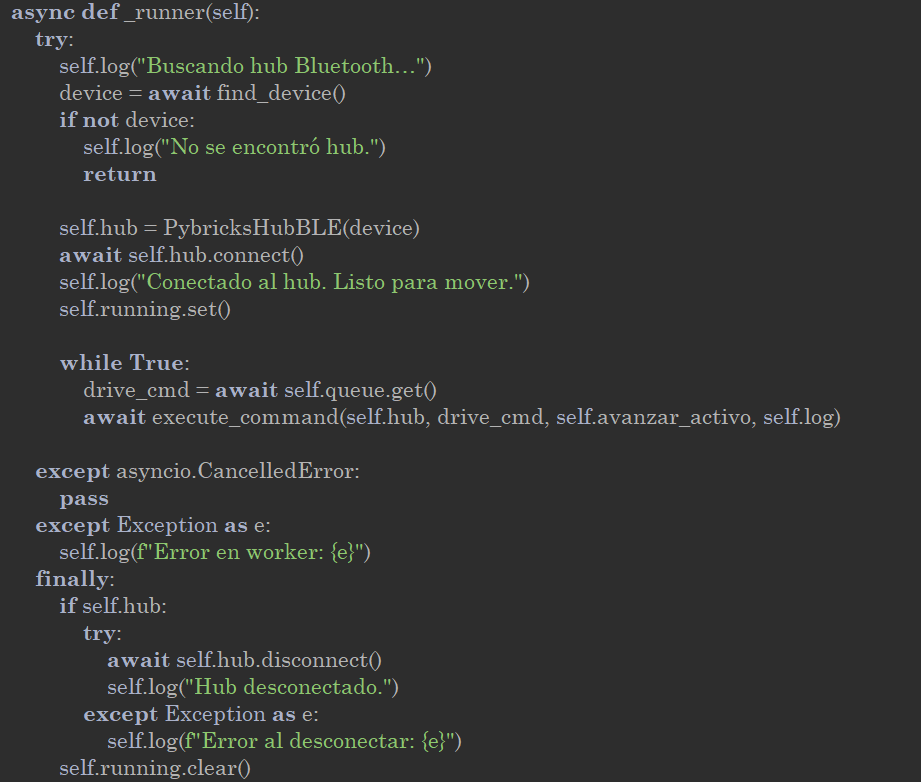 async def _runner(self):
    try:
        self.log("Buscando hub Bluetooth…")
        device = await find_device()
        if not device:
            self.log("No se encontró hub.")
            return

        self.hub = PybricksHubBLE(device)
        await self.hub.connect()
        self.log("Conectado al hub. Listo para mover.")
        self.running.set()

        while True:
            drive_cmd = await self.queue.get()
            await execute_command(self.hub, drive_cmd, self.avanzar_activo, self.log)

    except asyncio.CancelledError:
        pass
    except Exception as e:
        self.log(f"Error en worker: {e}")
    finally:
        if self.hub:
            try:
                await self.hub.disconnect()
                self.log("Hub desconectado.")
            except Exception as e:
                self.log(f"Error al desconectar: {e}")
        self.running.clear()